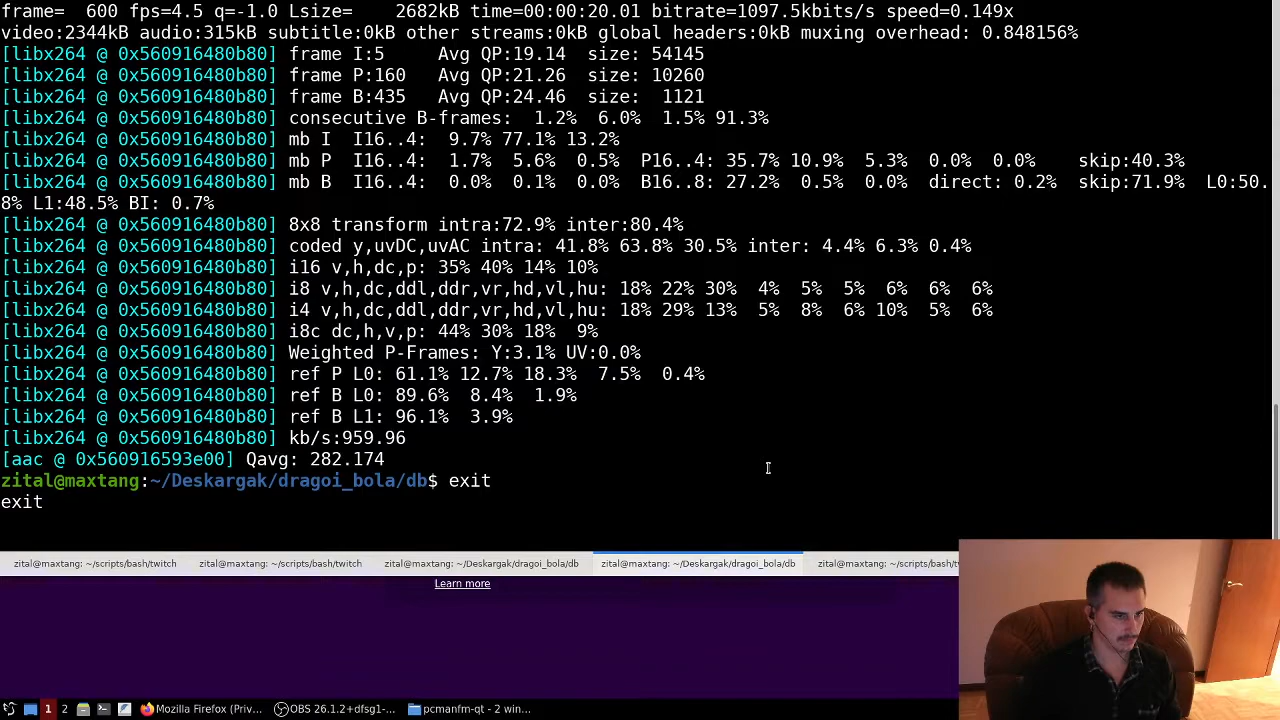 frame=  600 fps=4.5 q=-1.0 Lsize=    2682kB time=00:00:20.01 bitrate=1097.5kbits/s speed=0.149x
video:2344kB audio:315kB subtitle:0kB other streams:0kB global headers:0kB muxing overhead: 0.848156%
[libx264 @ 0x560916480b80] frame I:5     Avg QP:19.14  size: 54145
[libx264 @ 0x560916480b80] frame P:160   Avg QP:21.26  size: 10260
[libx264 @ 0x560916480b80] frame B:435   Avg QP:24.46  size:  1121
[libx264 @ 0x560916480b80] consecutive B-frames:  1.2%  6.0%  1.5% 91.3%
[libx264 @ 0x560916480b80] mb I  I16..4:  9.7% 77.1% 13.2%
[libx264 @ 0x560916480b80] mb P  I16..4:  1.7%  5.6%  0.5%  P16..4: 35.7% 10.9%  5.3%  0.0%  0.0%    skip:40.3%
[libx264 @ 0x560916480b80] mb B  I16..4:  0.0%  0.1%  0.0%  B16..8: 27.2%  0.5%  0.0%  direct: 0.2%  skip:71.9%  L0:50.
8% L1:48.5% BI: 0.7%
[libx264 @ 0x560916480b80] 8x8 transform intra:72.9% inter:80.4%
[libx264 @ 0x560916480b80] coded y,uvDC,uvAC intra: 41.8% 63.8% 30.5% inter: 4.4% 6.3% 0.4%
[libx264 @ 0x560916480b80] i16 v,h,dc,p: 35% 40% 14% 10%
[libx264 @ 0x560916480b80] i8 v,h,dc,ddl,ddr,vr,hd,vl,hu: 18% 22% 30%  4%  5%  5%  6%  6%  6%
[libx264 @ 0x560916480b80] i4 v,h,dc,ddl,ddr,vr,hd,vl,hu: 18% 29% 13%  5%  8%  6% 10%  5%  6%
[libx264 @ 0x560916480b80] i8c dc,h,v,p: 44% 30% 18%  9%
[libx264 @ 0x560916480b80] Weighted P-Frames: Y:3.1% UV:0.0%
[libx264 @ 0x560916480b80] ref P L0: 61.1% 12.7% 18.3%  7.5%  0.4%
[libx264 @ 0x560916480b80] ref B L0: 89.6%  8.4%  1.9%
[libx264 @ 0x560916480b80] ref B L1: 96.1%  3.9%
[libx264 @ 0x560916480b80] kb/s:959.96
[aac @ 0x560916593e00] Qavg: 282.174
zital@maxtang:~/Deskargak/dragoi_bola/db$ exit
exit
zital@maxtang: ~/scripts/bash/twitch zital@maxtang: ~/scripts/bash/twitch zital@maxtang: ~/Deskargak/dragoi_bola/db zital@maxtang: ~/Deskargak/dragoi_bola/db zital@maxtang: ~/scripts/bash/tv
Learn more
1 2 Mozilla Firefox (Priv... OBS 26.1.2+dfsg1-... pcmanfm-qt - 2 win...